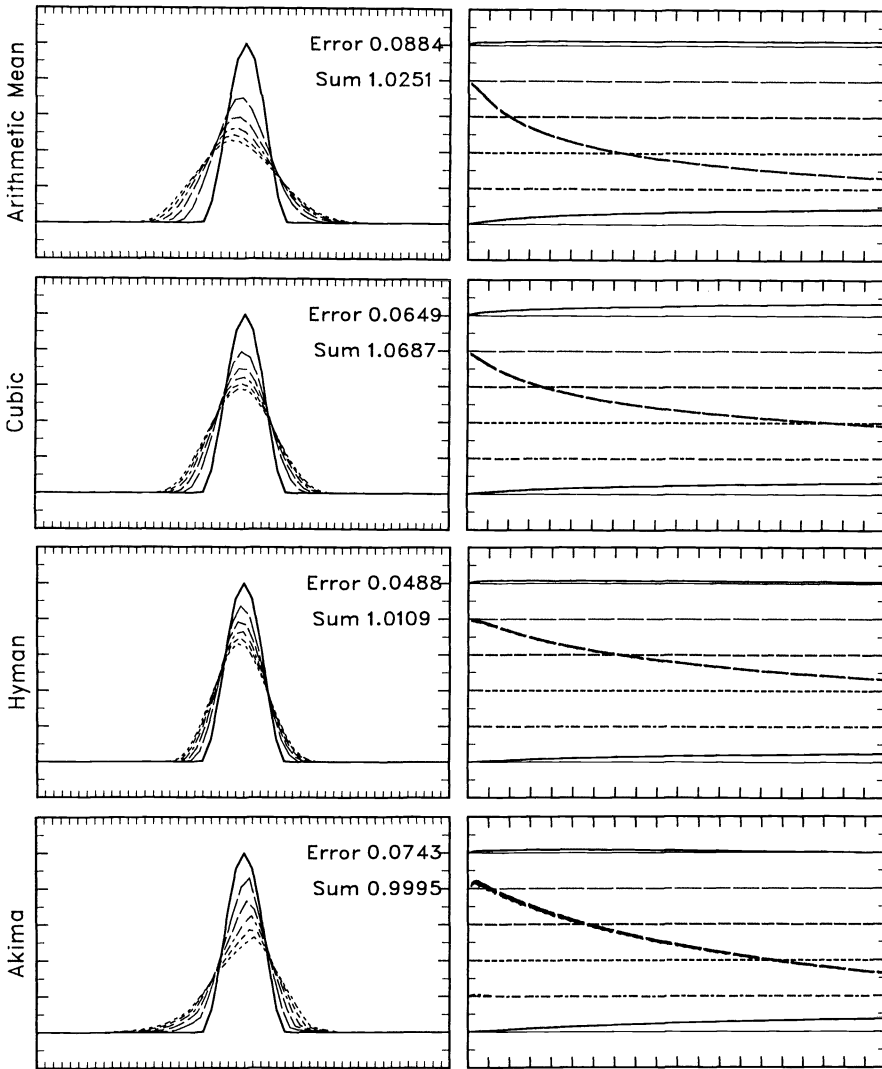 Arithmetic Mean
Error 0.0884
Sum 1.0251
Cubic
Error 0.0649
Sum 1.0687
Hyman
Error 0.0488
Sum 1.0109
Akima
Error 0.0743
Sum 0.9995